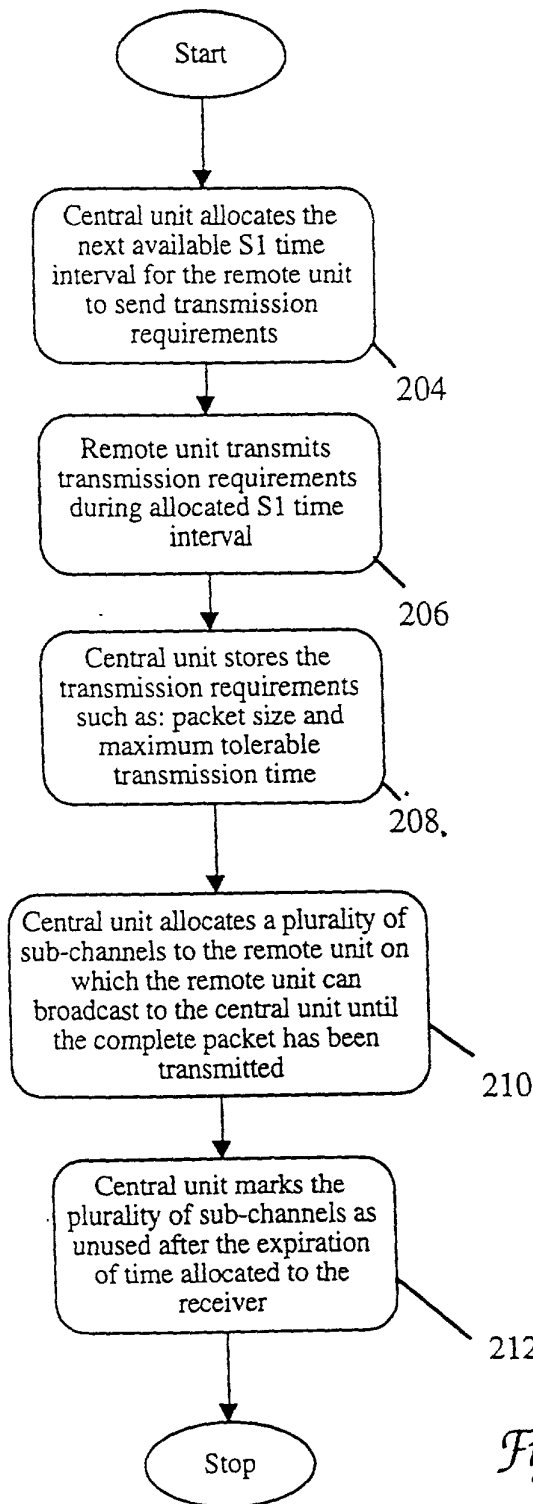 Start
Central unit allocates the
next available S1 time
interval for the remote unit
to send transmission
requirements
204
Remote unit transmits
transmission requirements
during allocated S1 time
interval
206
Central unit stores the
transmission requirements
such as: packet size and
maximum tolerable
transmission time
208
Central unit allocates a plurality of
sub-channels to the remote unit on
which the remote unit can
broadcast to the central unit until
the complete packet has been
transmitted
210
Central unit marks the
plurality of sub-channels as
unused after the expiration
of time allocated to the
receiver
212
Stop